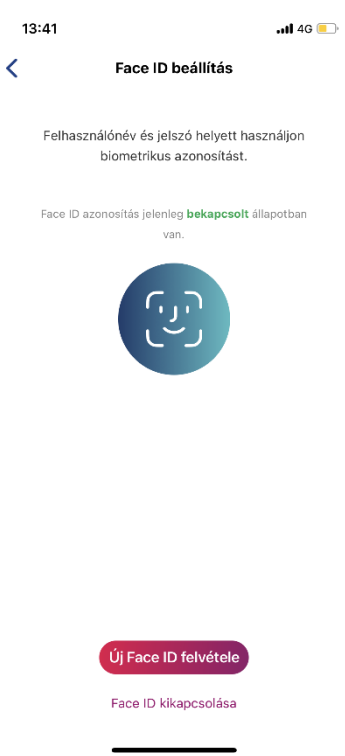 13:41
4G
Face ID beállítás
Felhasználónév és jelszó helyett használjon
biometrikus azonosítást.
Face ID azonosítás jelenleg bekapcsolt állapotban
van.
Új Face ID felvétele
Face ID kikapcsolása